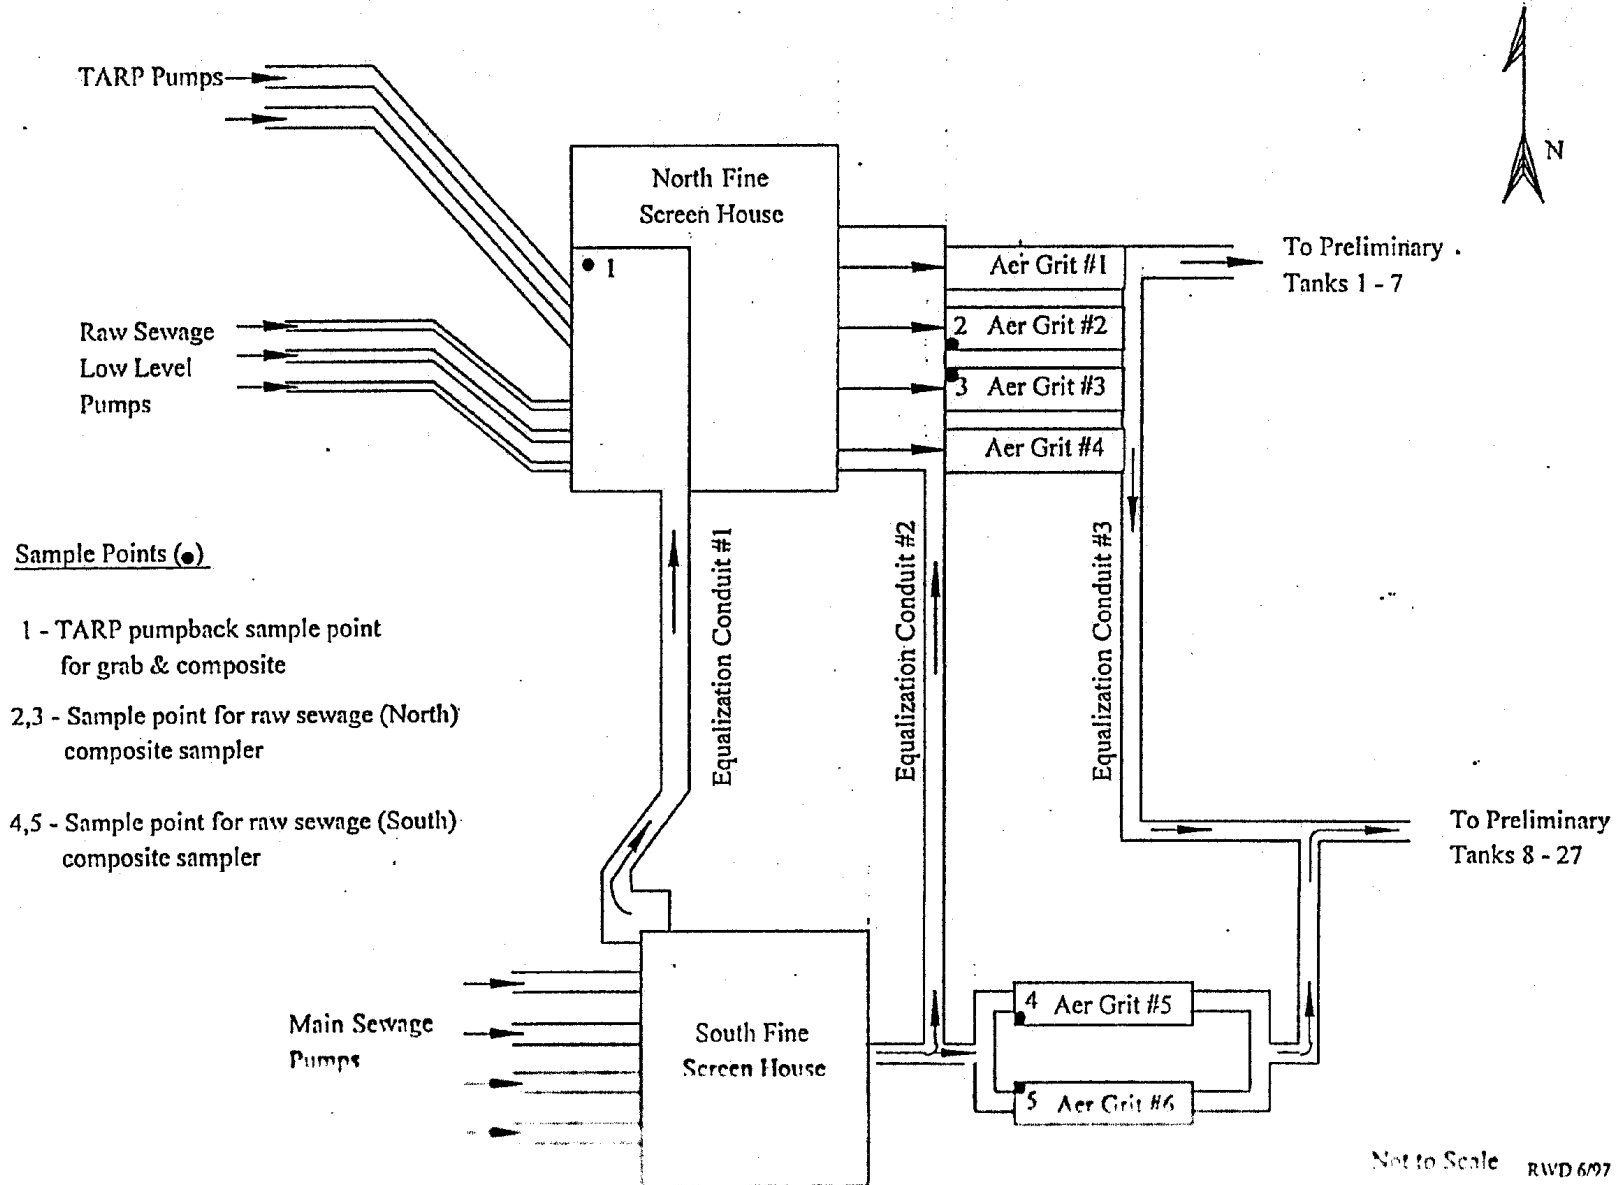 TARP Pumps
N
North Fine
Screen House
1
Aer Grit #1
To Preliminary
Tanks 1 - 7
Raw Sewage
Low Level
Pumps
2 Aer Grit #2
3 Aer Grit #3
Aer Grit #4
Equalization Conduit #1
Equalization Conduit #2
Equalization Conduit #3
Sample Points (●)
1 - TARP pumpback sample point
for grab & composite
2,3 - Sample point for raw sewage (North)
composite sampler
4,5 - Sample point for raw sewage (South)
composite sampler
To Preliminary
Tanks 8 - 27
Main Sewage
Pumps
South Fine
Screen House
4 Aer Grit #5
5 Aer Grit #6
Not to Scale
RWD 6/97